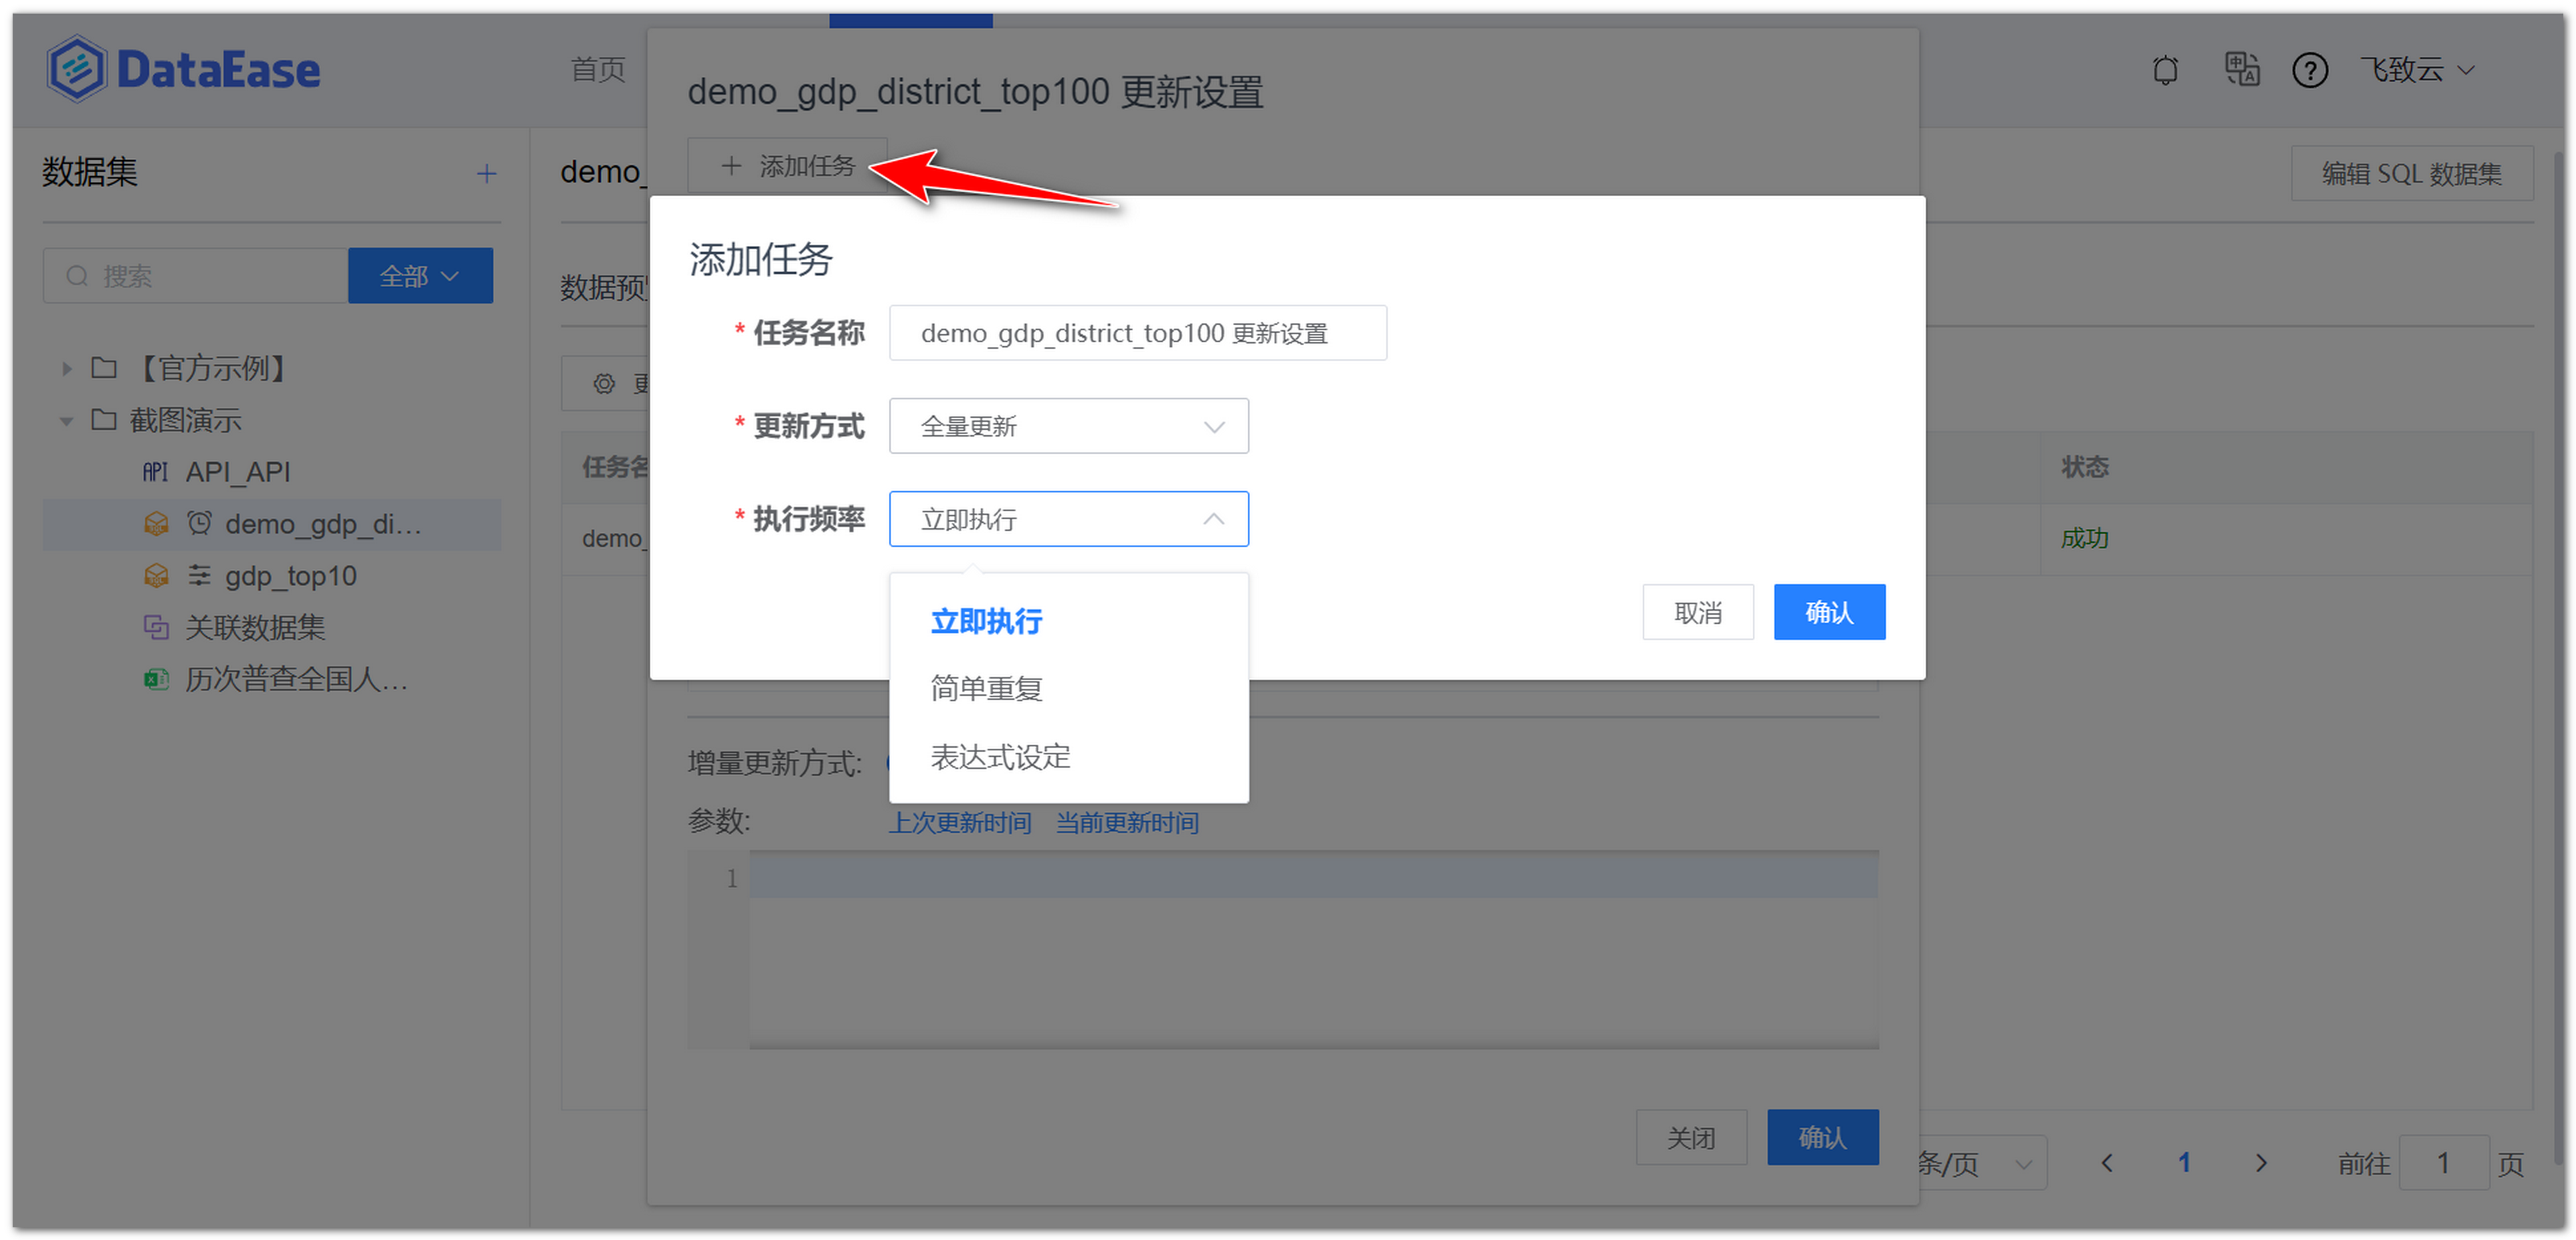 DataEase
首页
飞致云
数据集
搜索
全部
【官方示例】
截图演示
API API_API
demo_gdp_di...
gdp_top10
关联数据集
历次普查全国人...
demo_
编辑 SQL 数据集
数据预
任务名
状态
demo_
成功
demo_gdp_district_top100 更新设置
添加任务
添加任务
* 任务名称 demo_gdp_district_top100 更新设置
* 更新方式 全量更新
* 执行频率 立即执行
立即执行
简单重复
表达式设定
取消 确认
增量更新方式:
参数: 上次更新时间 当前更新时间
1
关闭 确认
条/页 1 前往 1 页